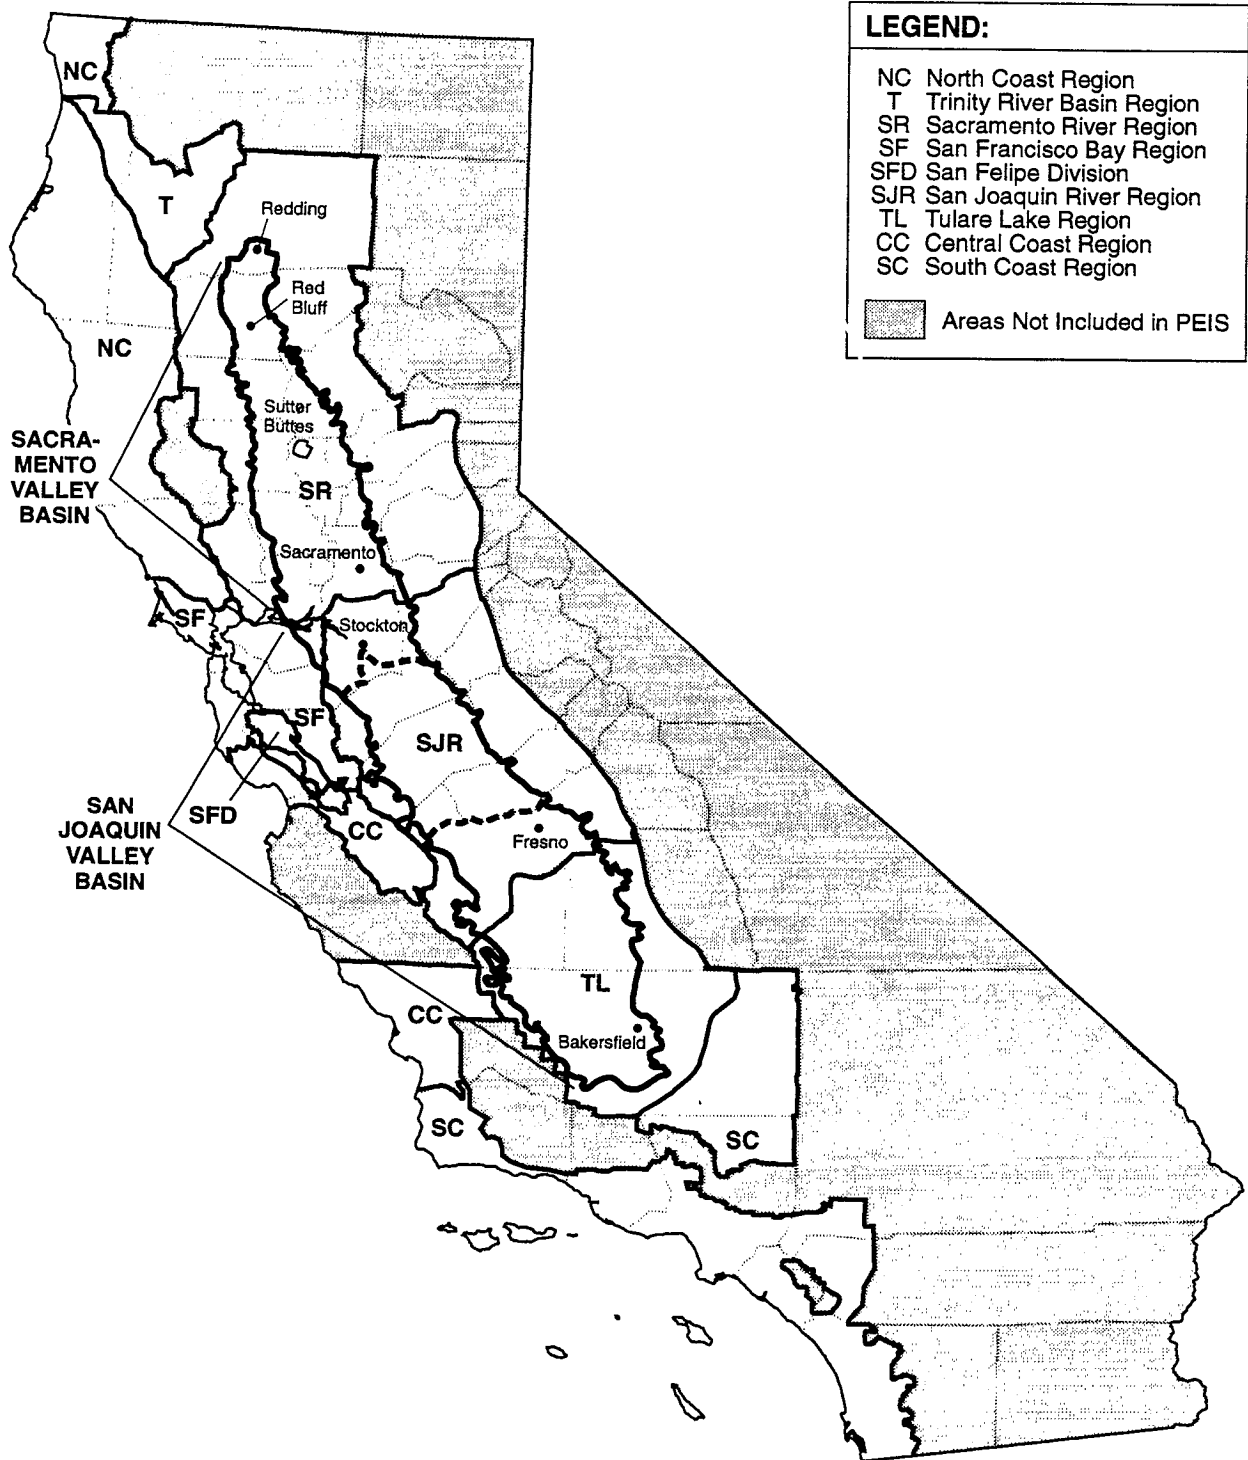 LEGEND:
NC North Coast Region
T Trinity River Basin Region
SR Sacramento River Region
SF San Francisco Bay Region
SFD San Felipe Division
SJR San Joaquin River Region
TL Tulare Lake Region
CC Central Coast Region
SC South Coast Region
Areas Not Included in PEIS
NC
T
Redding
Red
Bluff
NC
Sutter
Buttes
SACRA-
MENTO
VALLEY
BASIN
SR
Sacramento
SF
Stockton
SF
SJR
SAN
JOAQUIN
VALLEY
BASIN
SFD
CC
Fresno
TL
CC
Bakersfield
SC
SC